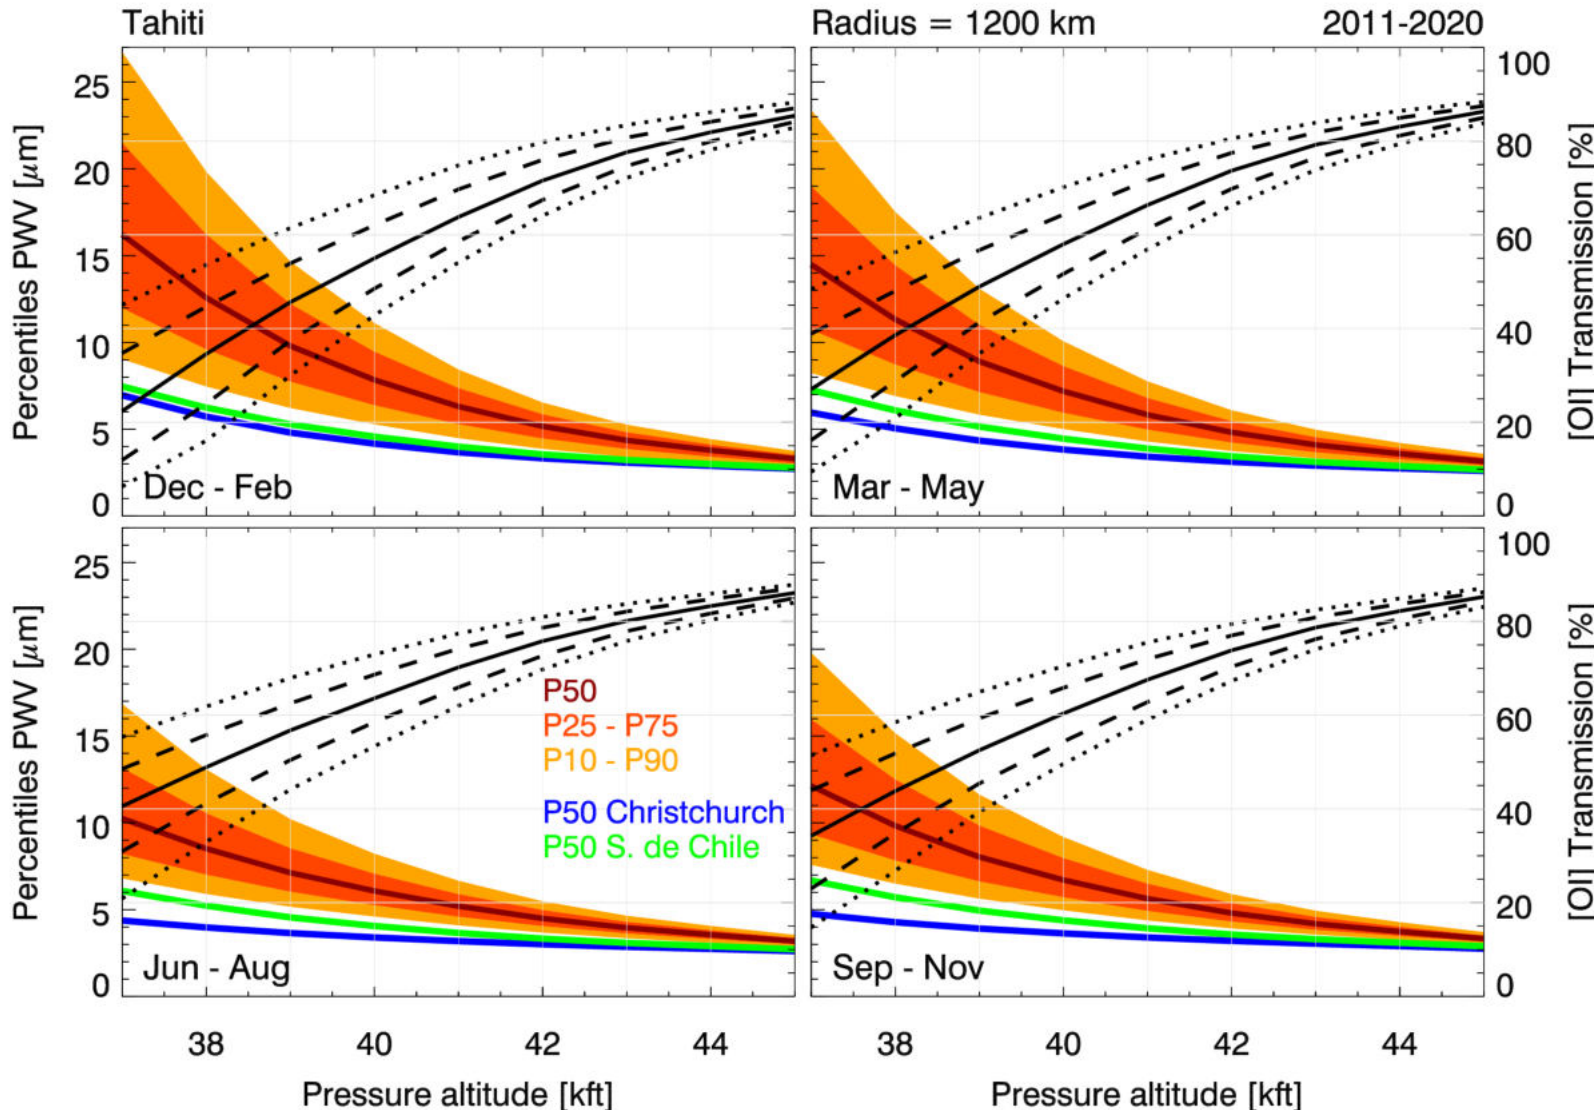 Tahiti
Radius = 1200 km
2011-2020
25
20
15
10
5
0
Percentiles PWV [μm]
Dec - Feb
Mar - May
100
80
60
40
20
0
[OI] Transmission [%]
25
20
15
10
5
0
Percentiles PWV [μm]
P50
P25 - P75
P10 - P90
P50 Christchurch
P50 S. de Chile
Jun - Aug
Sep - Nov
100
80
60
40
20
0
[OI] Transmission [%]
38 40 42 44
38 40 42 44
Pressure altitude [kft]
Pressure altitude [kft]